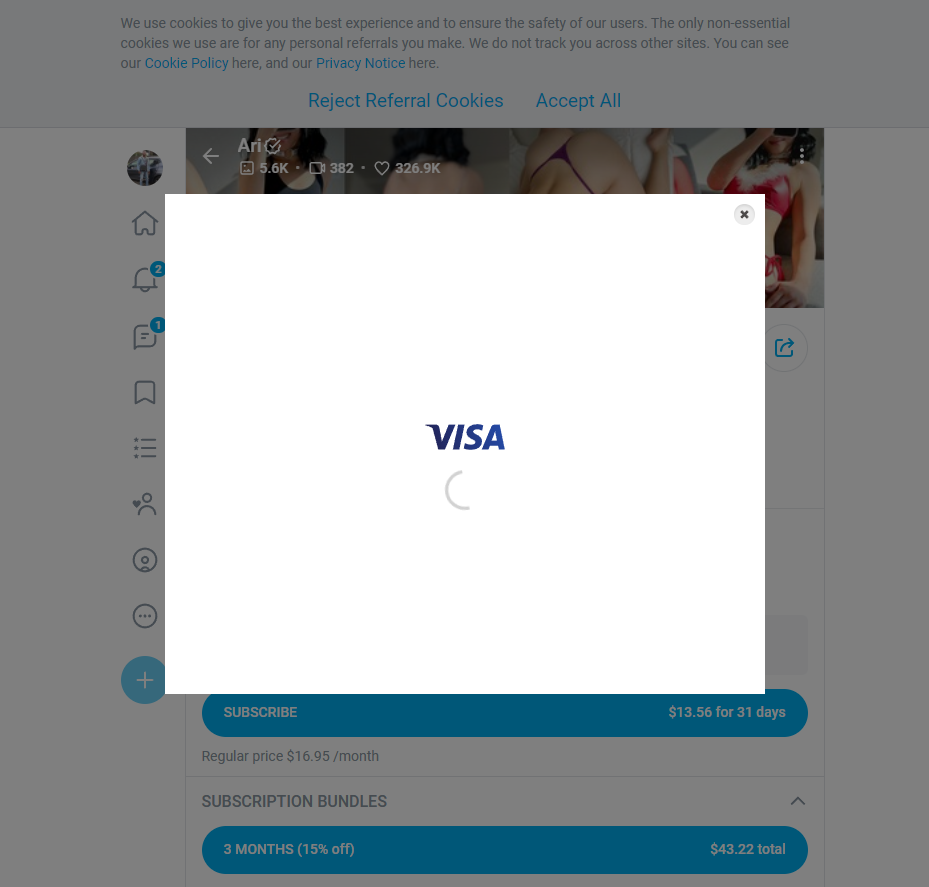 We use cookies to give you the best experience and to ensure the safety of our users. The only non-essential
cookies we use are for any personal referrals you make. We do not track you across other sites. You can see
our Cookie Policy here, and our Privacy Notice here.
Reject Referral Cookies Accept All
Ari
5.6K • 382 • 326.9K
2
1
VISA
SUBSCRIBE $13.56 for 31 days
Regular price $16.95 /month
SUBSCRIPTION BUNDLES
3 MONTHS (15% off) $43.22 total